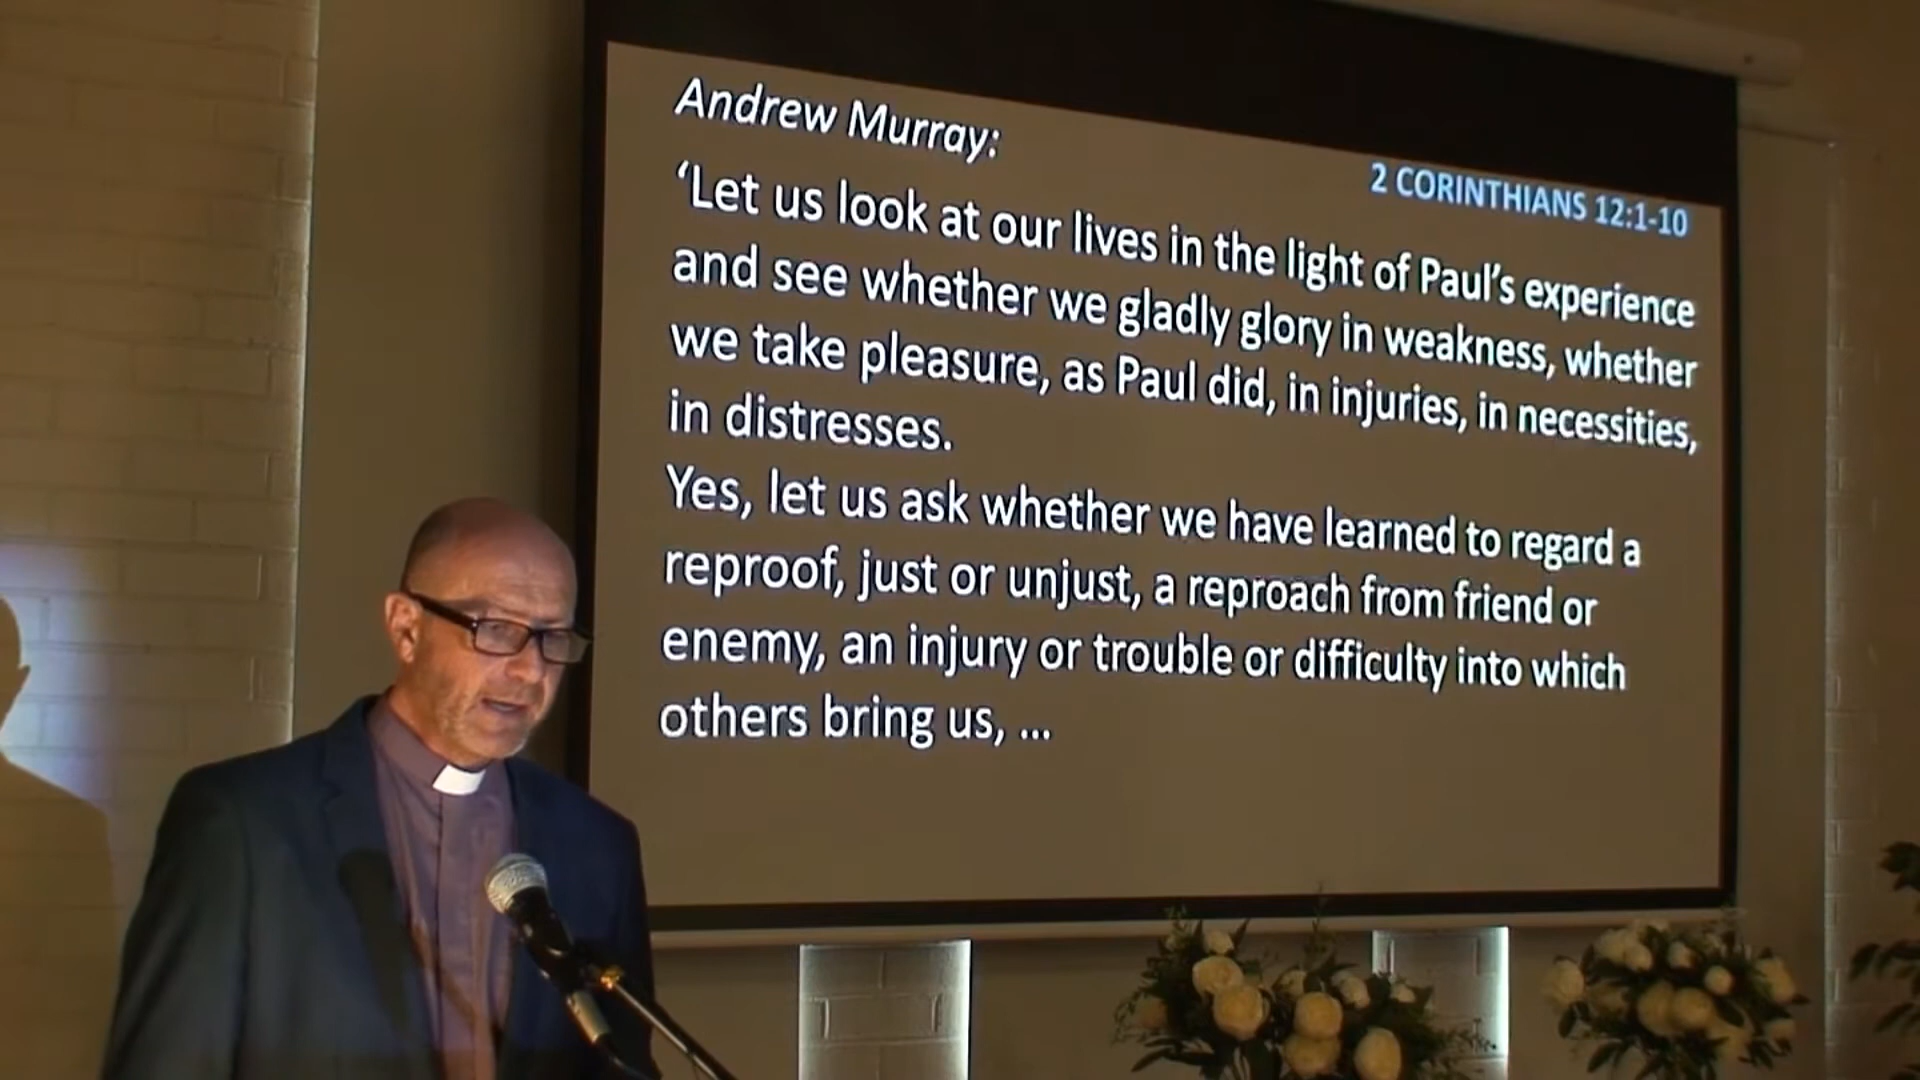 Andrew Murray:
2 CORINTHIANS 12:1-10
‘Let us look at our lives in the light of Paul’s experience
and see whether we gladly glory in weakness, whether
we take pleasure, as Paul did, in injuries, in necessities,
in distresses.
Yes, let us ask whether we have learned to regard a
reproof, just or unjust, a reproach from friend or
enemy, an injury or trouble or difficulty into which
others bring us, ...